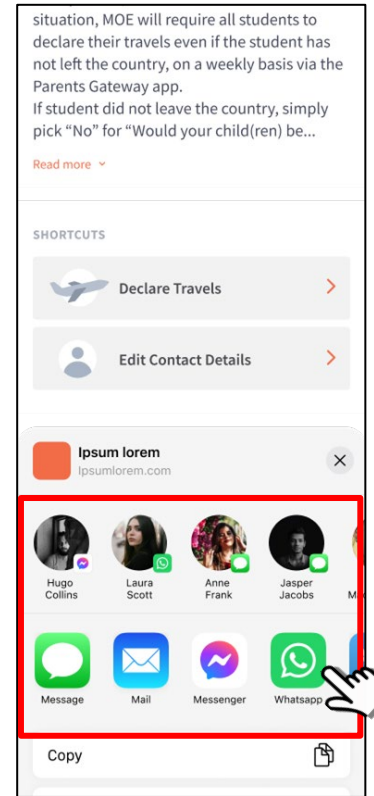 situation, MOE will require all students to
declare their travels even if the student has
not left the country, on a weekly basis via the
Parents Gateway app.
If student did not leave the country, simply
pick “No” for “Would your child(ren) be...
Read more
SHORTCUTS
Declare Travels
Edit Contact Details
Ipsum lorem
Ipsumlorem.com
Hugo Collins
Laura Scott
Anne Frank
Jasper Jacobs
Message
Mail
Messenger
Whatsapp
Copy